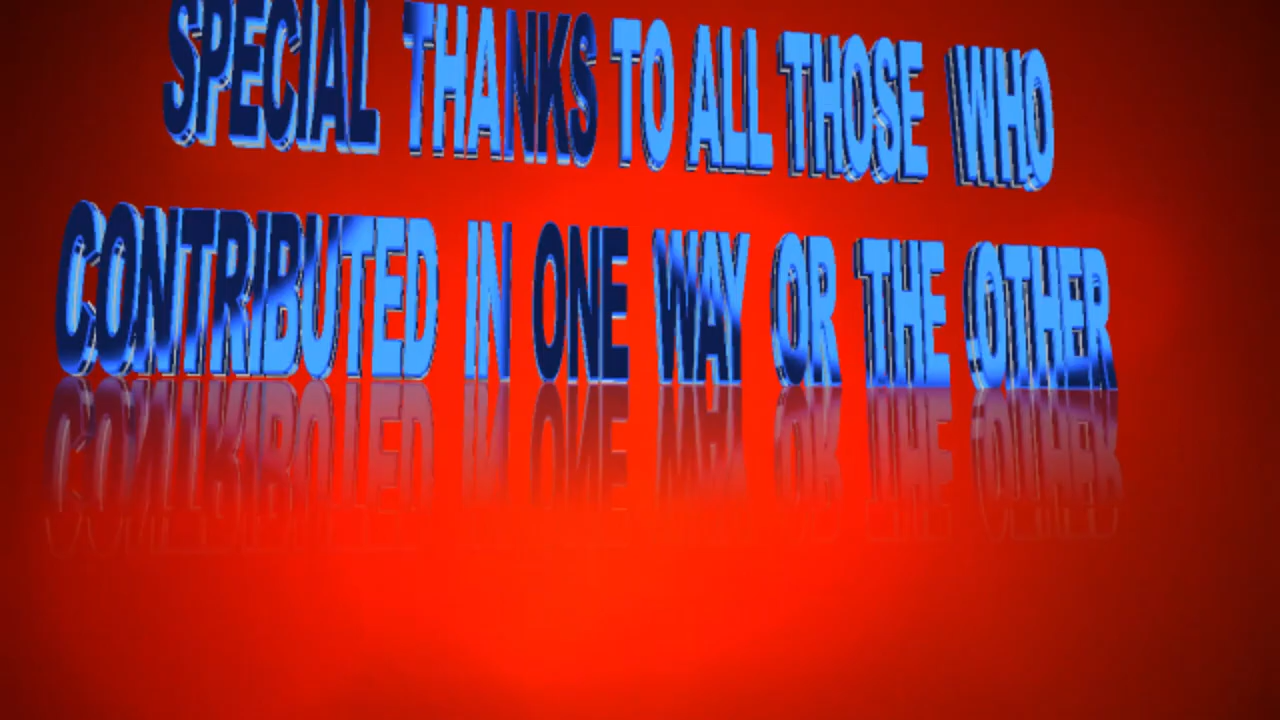 SPECIAL THANKS TO ALL THOSE WHO
CONTRIBUTED IN ONE WAY OR THE OTHER